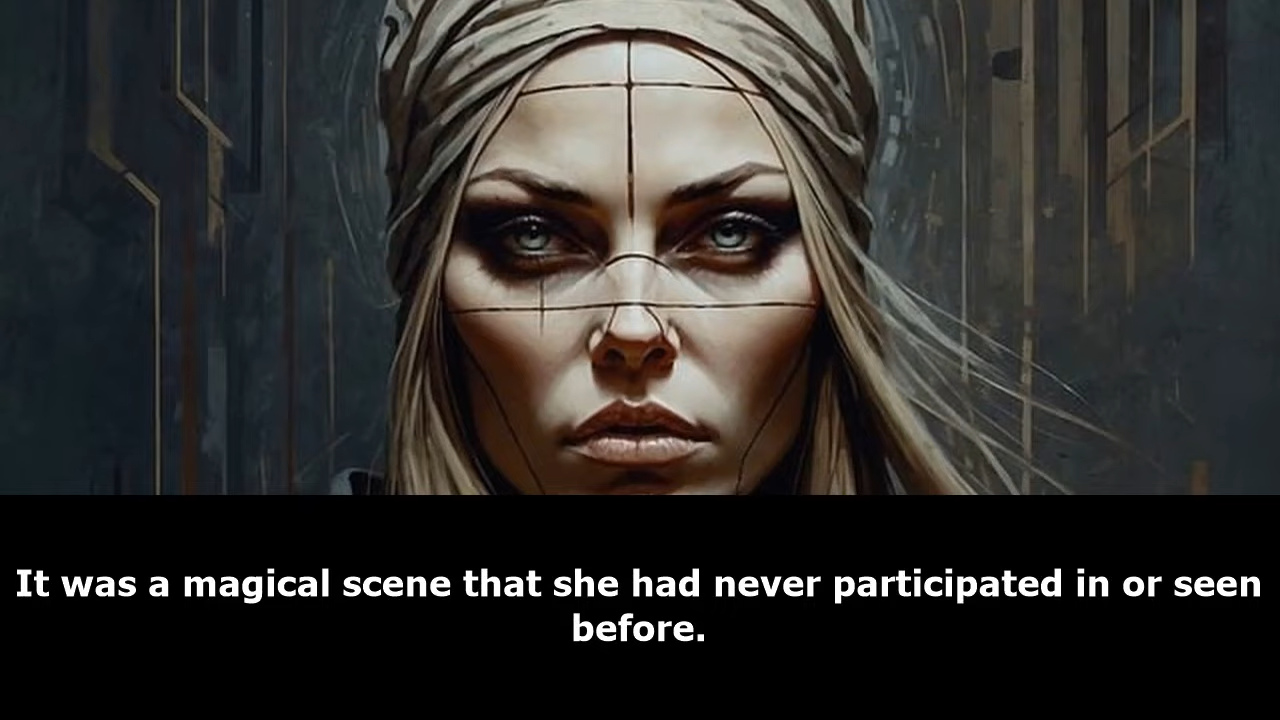 It was a magical scene that she had never participated in or seen
before.